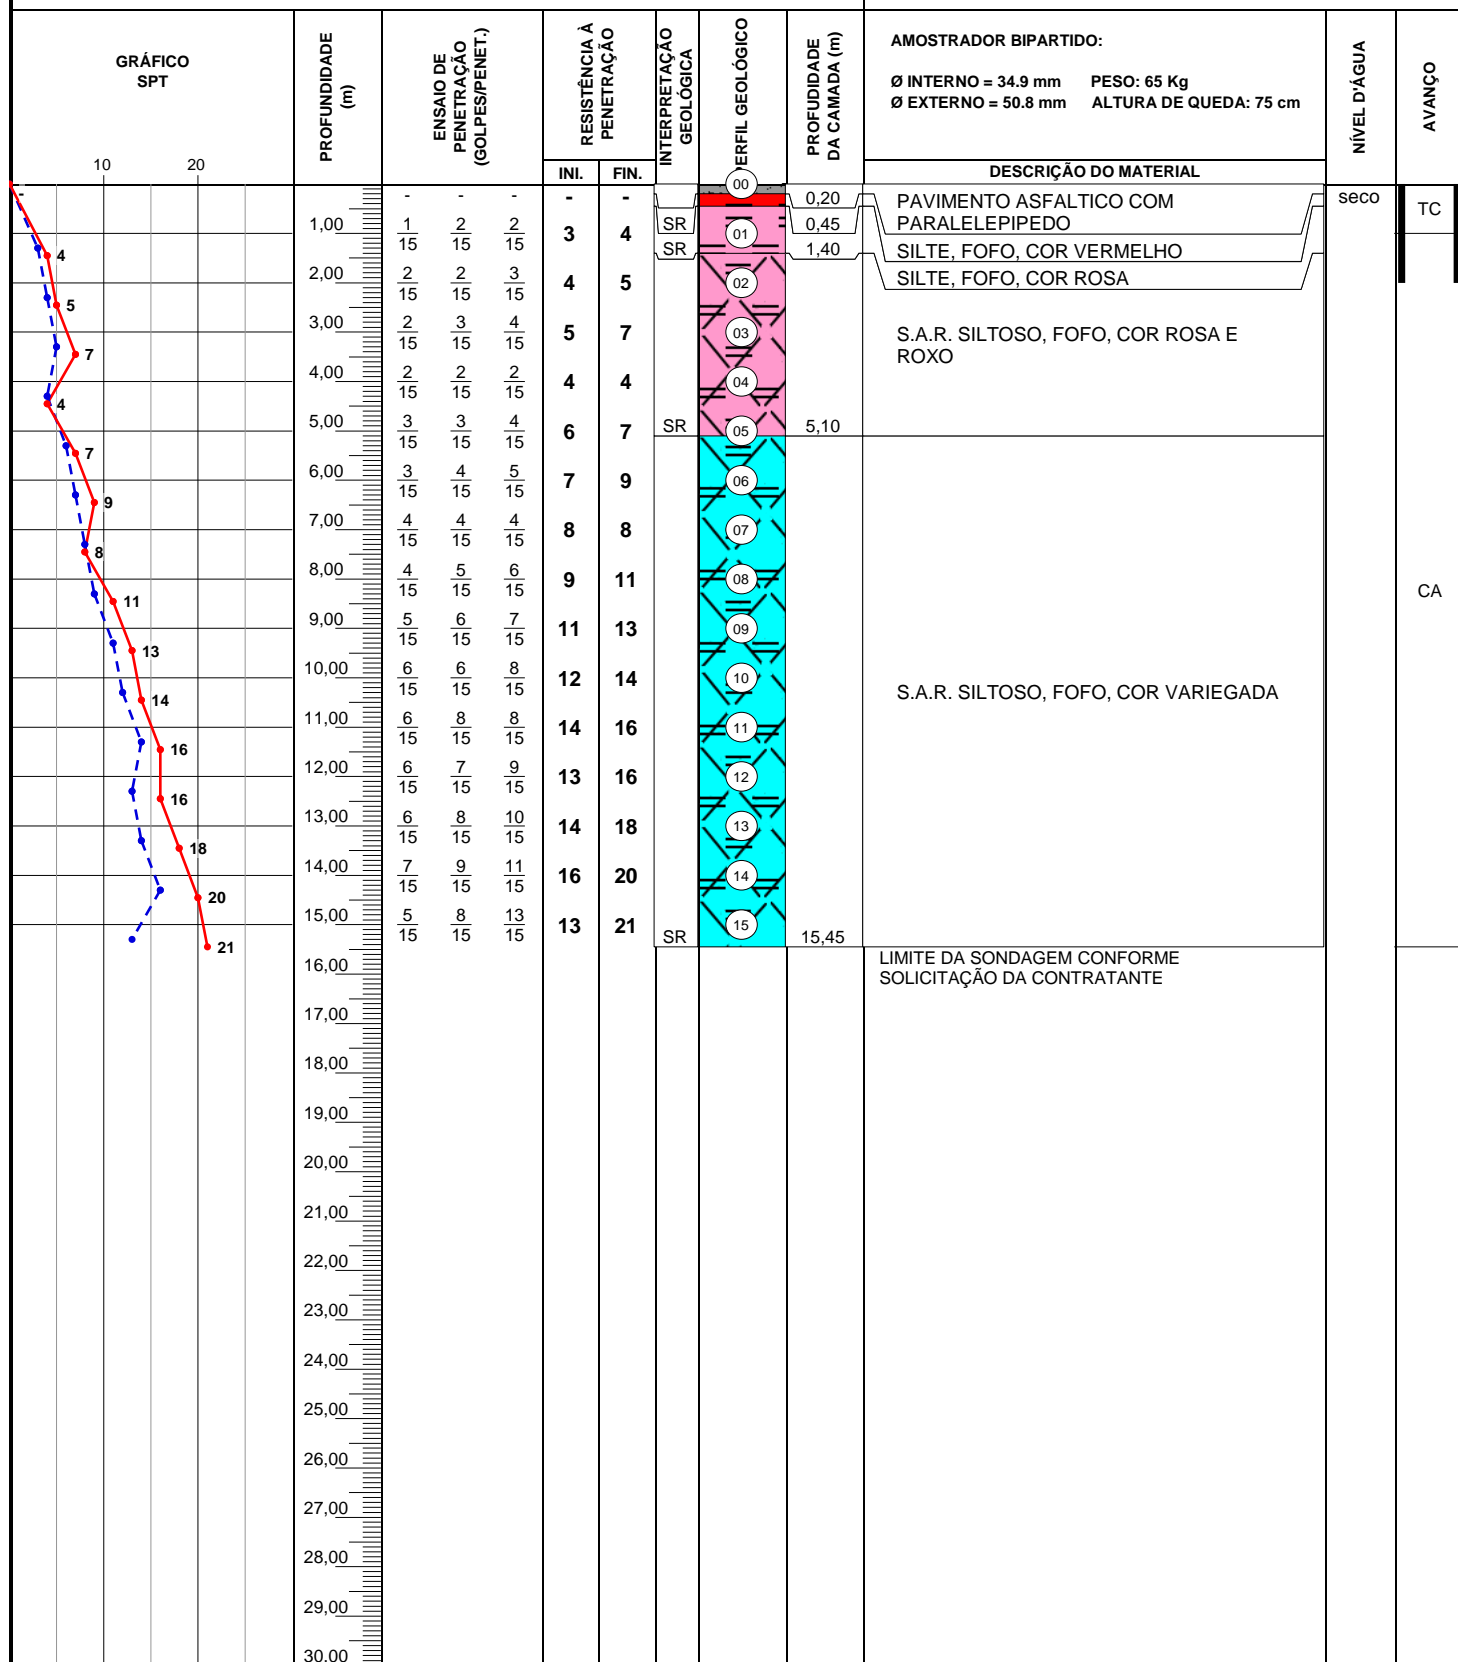 GRÁFICO
SPT
10 20
PROFUNDIDADE
(m)
ENSAIO DE
PENETRAÇÃO
(GOLPES/PENET.)
RESISTÊNCIA À
PENETRAÇÃO
INI. FIN.
INTERPRETAÇÃO
GEOLÓGICA
PERFIL GEOLÓGICO
PROFUDIDADE
DA CAMADA (m)
AMOSTRADOR BIPARTIDO:
Ø INTERNO = 34.9 mm PESO: 65 Kg
Ø EXTERNO = 50.8 mm ALTURA DE QUEDA: 75 cm
DESCRIÇÃO DO MATERIAL
NÍVEL D'ÁGUA
AVANÇO
- - - - - - 00 0,20 PAVIMENTO ASFALTICO COM seco
PARALELEPIPEDO TC
1,00 1/15 2/15 2/15 3 4 SR 01 0,45
4 SR 1,40 SILTE, FOFO, COR VERMELHO
2,00 2/15 2/15 3/15 4 5 02 SILTE, FOFO, COR ROSA
5
3,00 2/15 3/15 4/15 5 7 03 S.A.R. SILTOSO, FOFO, COR ROSA E
7 ROXO
4,00 2/15 2/15 2/15 4 4 04
4
5,00 3/15 3/15 4/15 6 7 SR 05 5,10
7
6,00 3/15 4/15 5/15 7 9 06
9
7,00 4/15 4/15 4/15 8 8 07
8
8,00 4/15 5/15 6/15 9 11 08 CA
11
9,00 5/15 6/15 7/15 11 13 09
13
10,00 6/15 6/15 8/15 12 14 10 S.A.R. SILTOSO, FOFO, COR VARIEGADA
14
11,00 6/15 8/15 8/15 14 16 11
16
12,00 6/15 7/15 9/15 13 16 12
16
13,00 6/15 8/15 10/15 14 18 13
18
14,00 7/15 9/15 11/15 16 20 14
20
15,00 5/15 8/15 13/15 13 21 15
21 SR 15,45
16,00 LIMITE DA SONDAGEM CONFORME
SOLICITAÇÃO DA CONTRATANTE
17,00
18,00
19,00
20,00
21,00
22,00
23,00
24,00
25,00
26,00
27,00
28,00
29,00
30,00